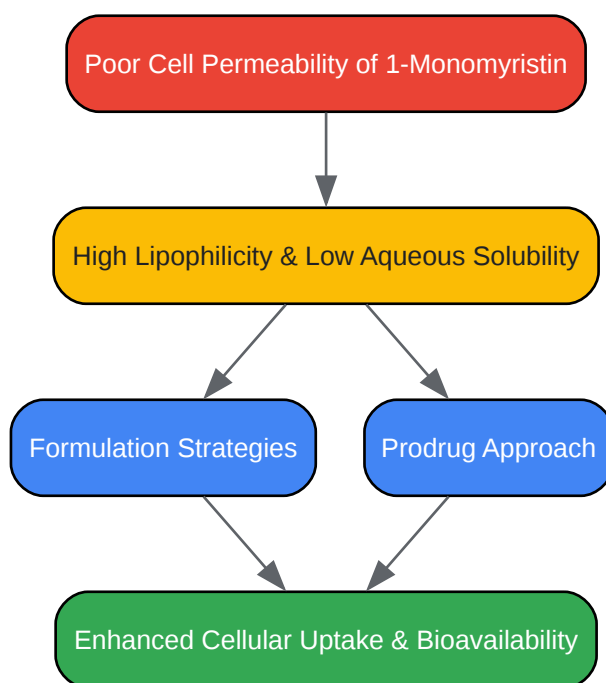 Poor Cell Permeability of 1-Monomyristin
High Lipophilicity & Low Aqueous Solubility
Formulation Strategies
Prodrug Approach
Enhanced Cellular Uptake & Bioavailability